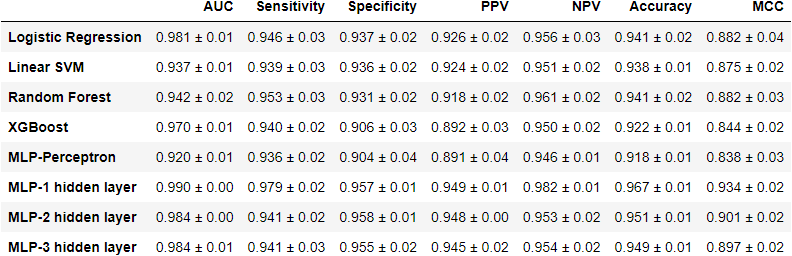 AUC Sensitivity Specificity PPV NPV Accuracy MCC
Logistic Regression 0.981 ± 0.01 0.946 ± 0.03 0.937 ± 0.02 0.926 ± 0.02 0.956 ± 0.03 0.941 ± 0.02 0.882 ± 0.04
Linear SVM 0.937 ± 0.01 0.939 ± 0.03 0.936 ± 0.02 0.924 ± 0.02 0.951 ± 0.02 0.938 ± 0.01 0.875 ± 0.02
Random Forest 0.942 ± 0.02 0.953 ± 0.03 0.931 ± 0.02 0.918 ± 0.02 0.961 ± 0.02 0.941 ± 0.02 0.882 ± 0.03
XGBoost 0.970 ± 0.01 0.940 ± 0.02 0.906 ± 0.03 0.892 ± 0.03 0.950 ± 0.02 0.922 ± 0.01 0.844 ± 0.02
MLP-Perceptron 0.920 ± 0.01 0.936 ± 0.02 0.904 ± 0.04 0.891 ± 0.04 0.946 ± 0.01 0.918 ± 0.01 0.838 ± 0.03
MLP-1 hidden layer 0.990 ± 0.00 0.979 ± 0.02 0.957 ± 0.01 0.949 ± 0.01 0.982 ± 0.01 0.967 ± 0.01 0.934 ± 0.02
MLP-2 hidden layer 0.984 ± 0.00 0.941 ± 0.02 0.958 ± 0.01 0.948 ± 0.00 0.953 ± 0.02 0.951 ± 0.01 0.901 ± 0.02
MLP-3 hidden layer 0.984 ± 0.01 0.941 ± 0.03 0.955 ± 0.02 0.945 ± 0.02 0.954 ± 0.02 0.949 ± 0.01 0.897 ± 0.02